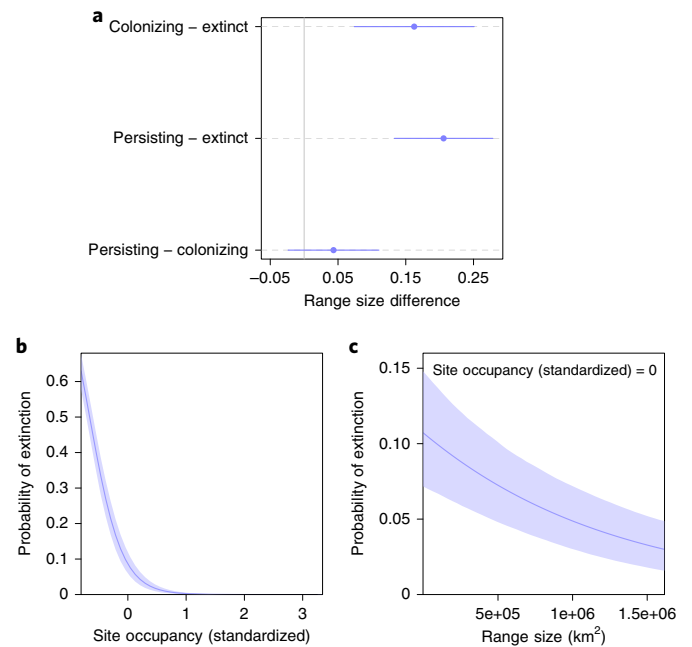 a
Colonizing – extinct
Persisting – extinct
Persisting – colonizing
–0.05 0.05 0.15 0.25
Range size difference
b
0.6
0.5
0.4
0.3
0.2
0.1
0
Probability of extinction
0 1 2 3
Site occupancy (standardized)
c
Site occupancy (standardized) = 0
0.15
0.10
0.05
0
Probability of extinction
5e+05 1e+06 1.5e+06
Range size (km²)